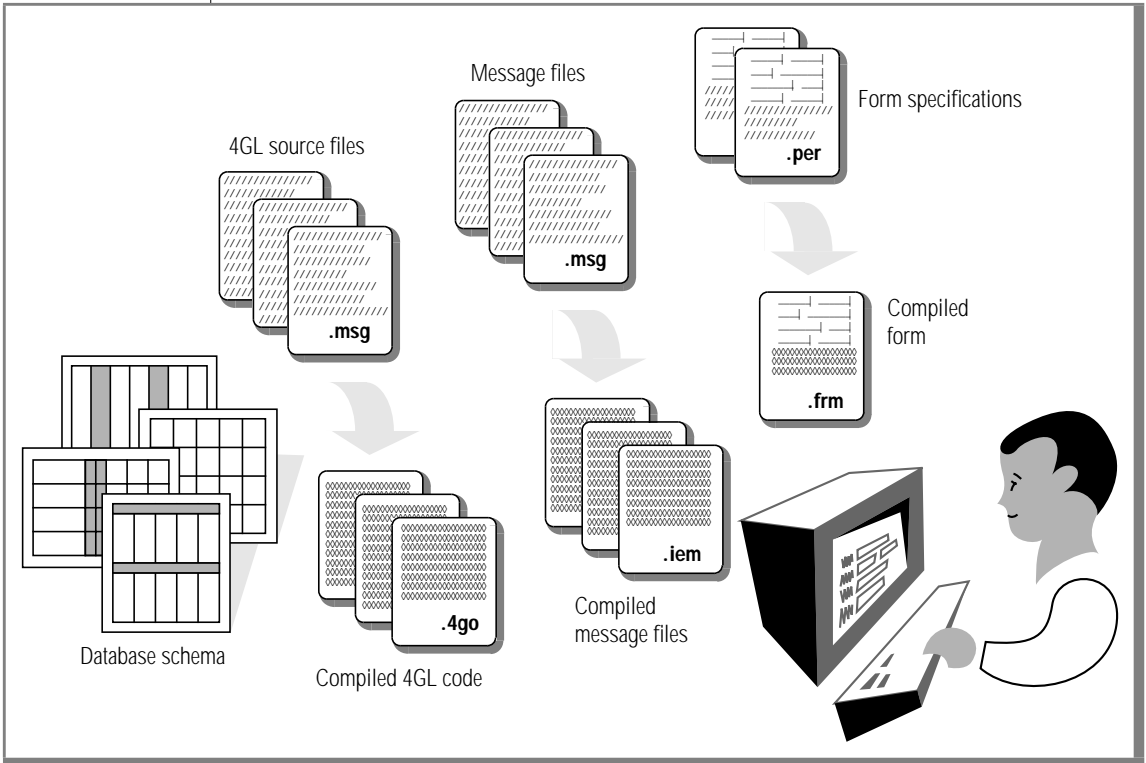 Message files
Form specifications
.per
4GL source files
.msg
.msg
Compiled
form
.frm
.iem
.4go
Compiled
message files
Database schema
Compiled 4GL code